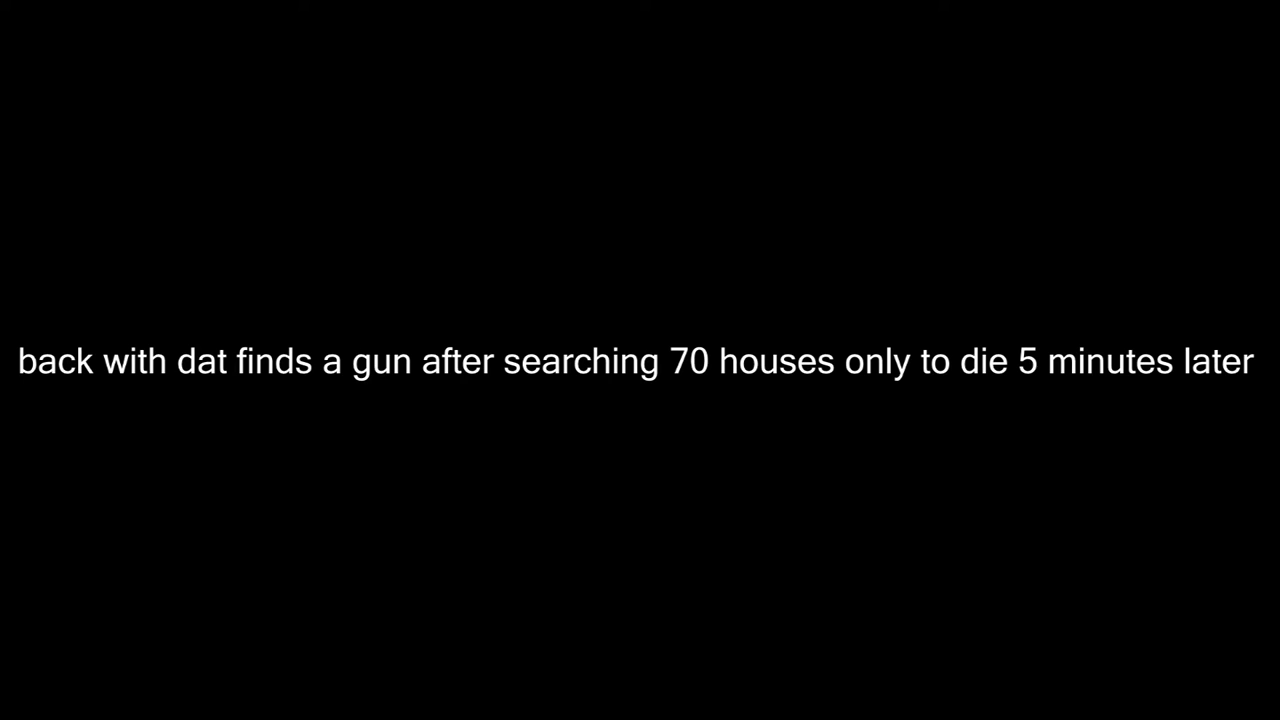 back with dat finds a gun after searching 70 houses only to die 5 minutes later